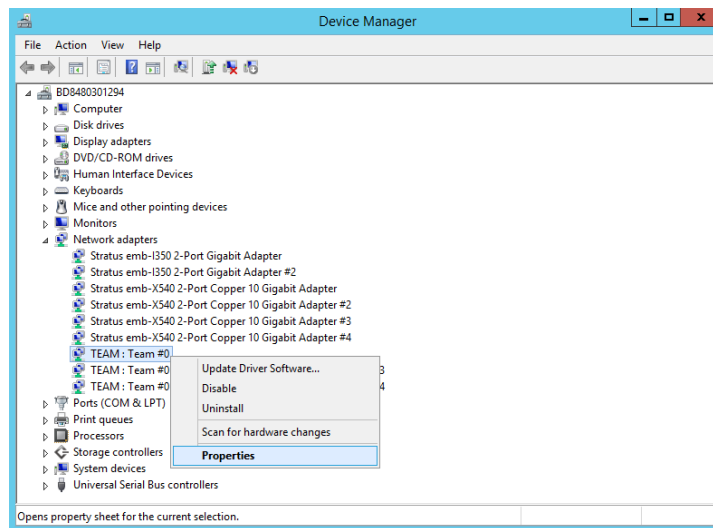 Device Manager
File Action View Help
BD8480301294
Computer
Disk drives
Display adapters
DVD/CD-ROM drives
Human Interface Devices
Keyboards
Mice and other pointing devices
Monitors
Network adapters
Stratus emb-I350 2-Port Gigabit Adapter
Stratus emb-I350 2-Port Gigabit Adapter #2
Stratus emb-X540 2-Port Copper 10 Gigabit Adapter
Stratus emb-X540 2-Port Copper 10 Gigabit Adapter #2
Stratus emb-X540 2-Port Copper 10 Gigabit Adapter #3
Stratus emb-X540 2-Port Copper 10 Gigabit Adapter #4
TEAM : Team #0
TEAM : Team #0 3
TEAM : Team #0 4
Update Driver Software...
Disable
Uninstall
Scan for hardware changes
Properties
Ports (COM & LPT)
Print queues
Processors
Storage controllers
System devices
Universal Serial Bus controllers
Opens property sheet for the current selection.